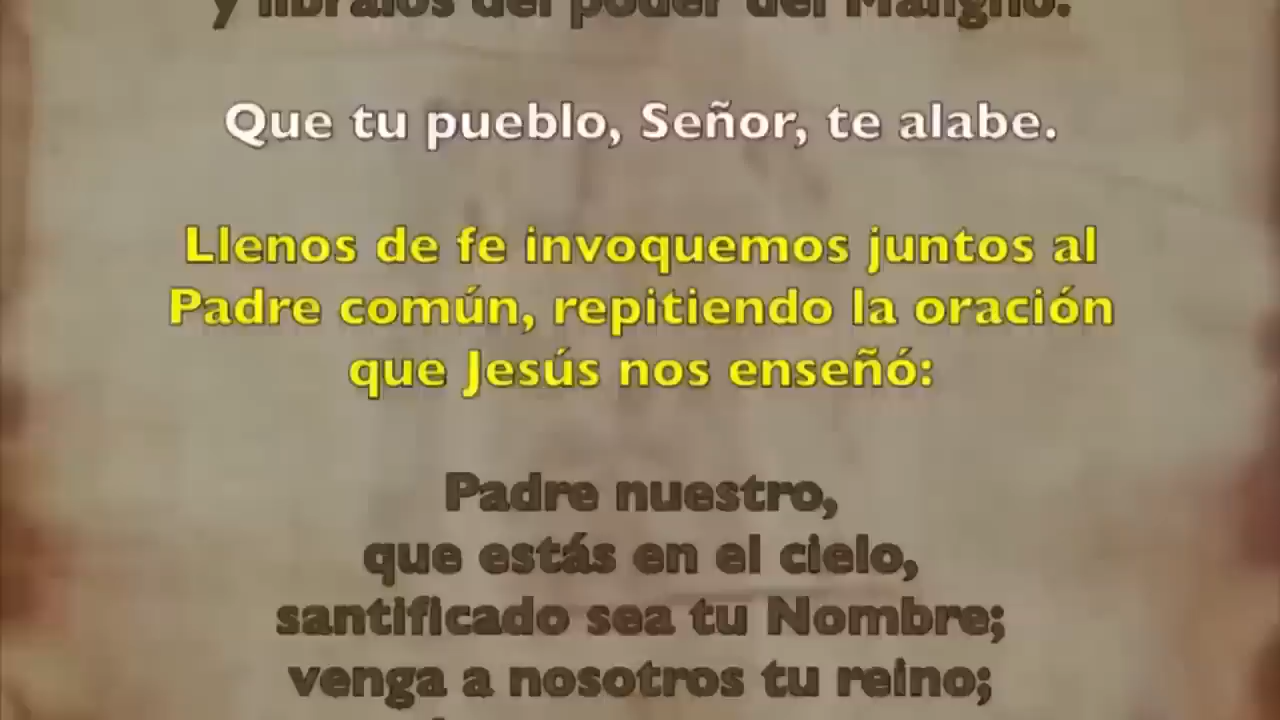 y líbralos del poder del Maligno.
Que tu pueblo, Señor, te alabe.
Llenos de fe invoquemos juntos al
Padre común, repitiendo la oración
que Jesús nos enseñó:
Padre nuestro,
que estás en el cielo,
santificado sea tu Nombre;
venga a nosotros tu reino;